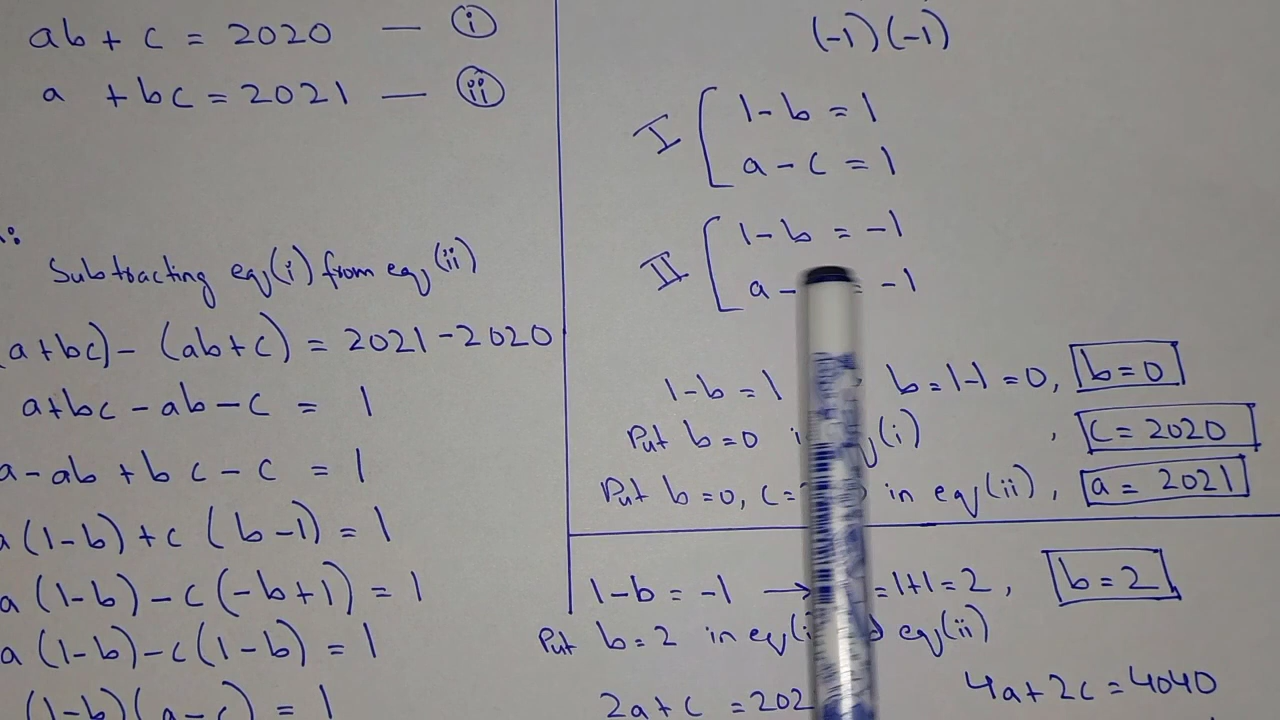 ab + c = 2020 — (i)
a + bc = 2021 — (ii)
Subtracting eq(i) from eq(ii)
(a+bc) - (ab+c) = 2021-2020
a+bc-ab-c = 1
a-ab+bc-c = 1
a(1-b)+c(b-1) = 1
a(1-b)-c(-b+1) = 1
a(1-b)-c(1-b) = 1
(1-b)(a-c) = 1
(-1)(-1)
I
1-b = 1
a-c = 1
II
1-b = -1
a- = -1
1-b = 1 , b=1-1=0, b=0
Put b=0 (i) , c=2020
Put b=0, c= in eq(ii), a=2021
1-b = -1 → =1+1=2, b=2
Put b=2 in eq(i eq(ii)
2a+c = 202
4a+2c = 4040